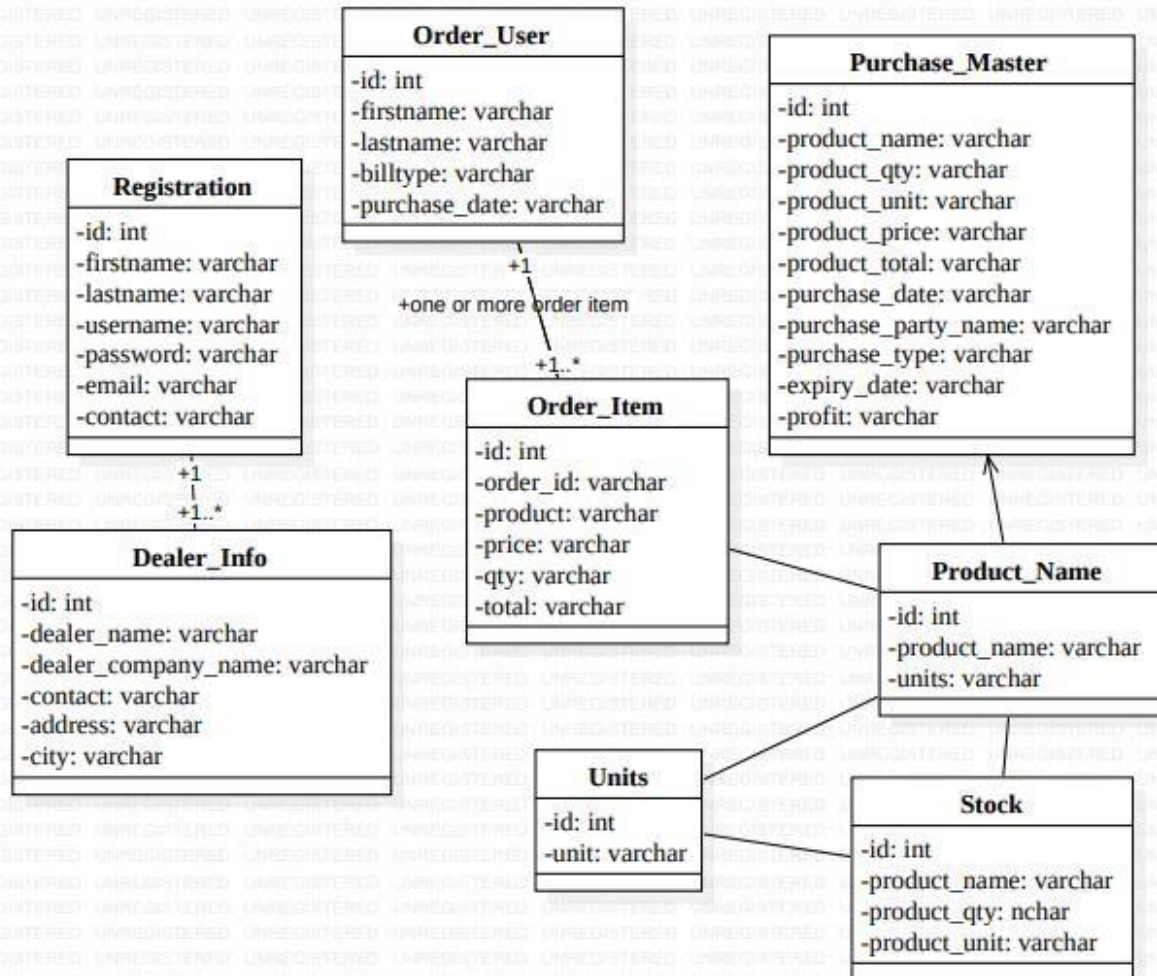 Order_User
-id: int
-firstname: varchar
-lastname: varchar
-billtype: varchar
-purchase_date: varchar
Purchase_Master
-id: int
-product_name: varchar
-product_qty: varchar
-product_unit: varchar
-product_price: varchar
-product_total: varchar
-purchase_date: varchar
-purchase_party_name: varchar
-purchase_type: varchar
-expiry_date: varchar
-profit: varchar
Registration
-id: int
-firstname: varchar
-lastname: varchar
-username: varchar
-password: varchar
-email: varchar
-contact: varchar
+1
+one or more order item
+1..*
Order_Item
-id: int
-order_id: varchar
-product: varchar
-price: varchar
-qty: varchar
-total: varchar
+1
+1..*
Dealer_Info
-id: int
-dealer_name: varchar
-dealer_company_name: varchar
-contact: varchar
-address: varchar
-city: varchar
Product_Name
-id: int
-product_name: varchar
-units: varchar
Units
-id: int
-unit: varchar
Stock
-id: int
-product_name: varchar
-product_qty: nchar
-product_unit: varchar
UNREGISTERED